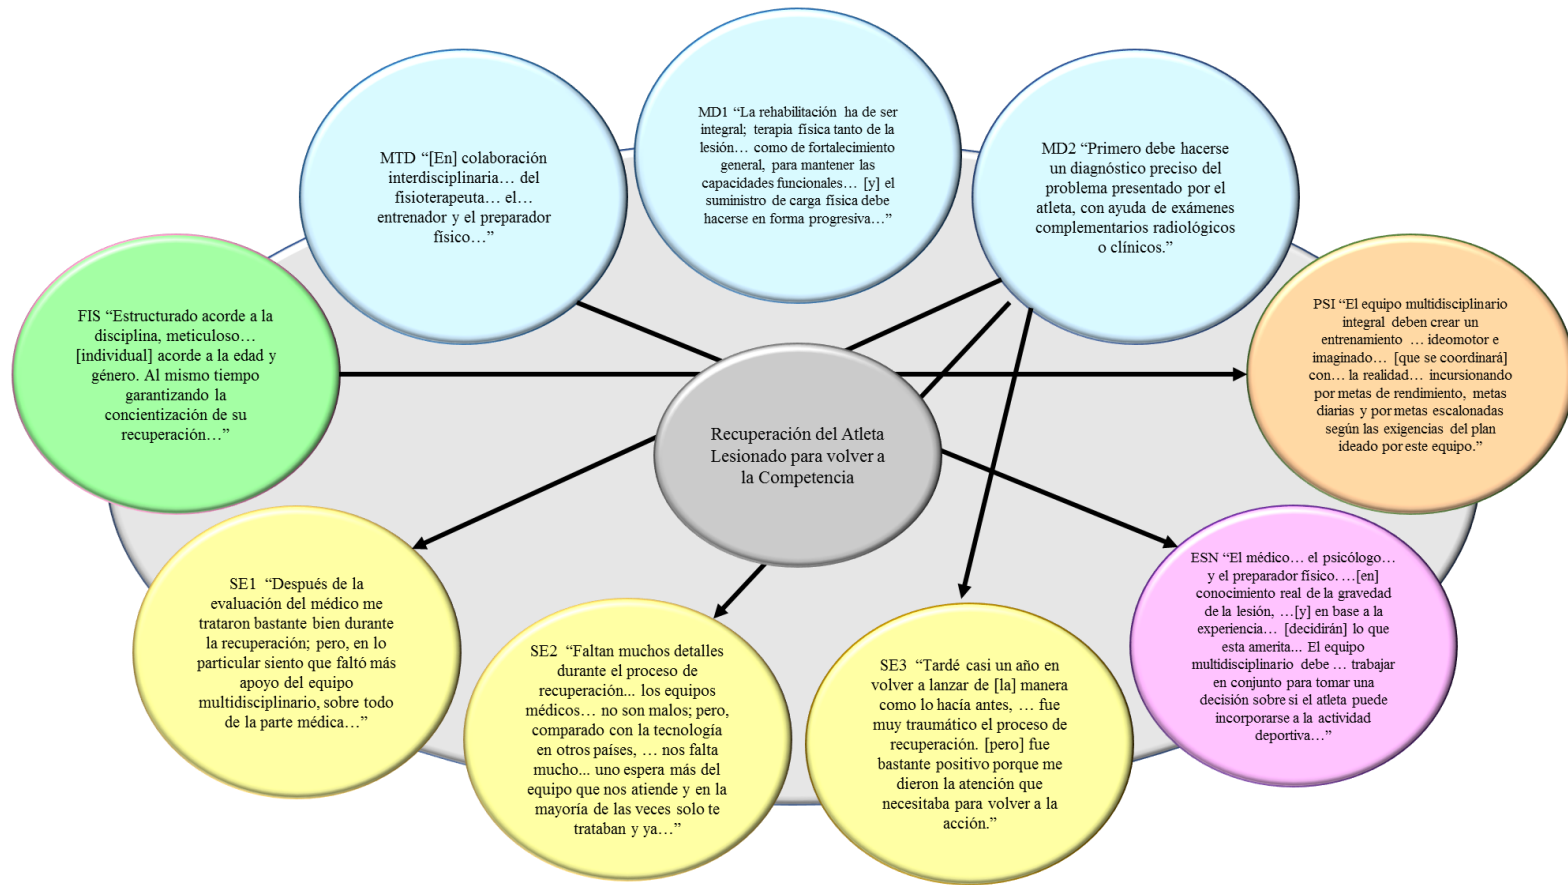 MTD “[En] colaboración
interdisciplinaria… del
fisioterapeuta… el…
entrenador y el preparador
físico…”
MD1 “La rehabilitación ha de ser
integral; terapia física tanto de la
lesión… como de fortalecimiento
general, para mantener las
capacidades funcionales… [y] el
suministro de carga física debe
hacerse en forma progresiva…”
MD2 “Primero debe hacerse
un diagnóstico preciso del
problema presentado por el
atleta, con ayuda de exámenes
complementarios radiológicos
o clínicos.”
FIS “Estructurado acorde a la
disciplina, meticuloso…
[individual] acorde a la edad y
género. Al mismo tiempo
garantizando la
concientización de su
recuperación…”
PSI “El equipo multidisciplinario
integral deben crear un
entrenamiento … ideomotor e
imaginado… [que se coordinará]
con… la realidad… incursionando
por metas de rendimiento, metas
diarias y por metas escalonadas
según las exigencias del plan
ideado por este equipo.”
Recuperación del Atleta
Lesionado para volver a
la Competencia
SE1 “Después de la
evaluación del médico me
trataron bastante bien durante
la recuperación; pero, en lo
particular siento que faltó más
apoyo del equipo
multidisciplinario, sobre todo
de la parte médica…”
SE2 “Faltan muchos detalles
durante el proceso de
recuperación... los equipos
médicos… no son malos; pero,
comparado con la tecnología
en otros países, … nos falta
mucho... uno espera más del
equipo que nos atiende y en la
mayoría de las veces solo te
trataban y ya…”
SE3 “Tardé casi un año en
volver a lanzar de [la] manera
como lo hacía antes, … fue
muy traumático el proceso de
recuperación. [pero] fue
bastante positivo porque me
dieron la atención que
necesitaba para volver a la
acción.”
ESN “El médico… el psicólogo…
y el preparador físico. …[en]
conocimiento real de la gravedad
de la lesión, …[y] en base a la
experiencia… [decidirán] lo que
esta amerita... El equipo
multidisciplinario debe … trabajar
en conjunto para tomar una
decisión sobre si el atleta puede
incorporarse a la actividad
deportiva…”